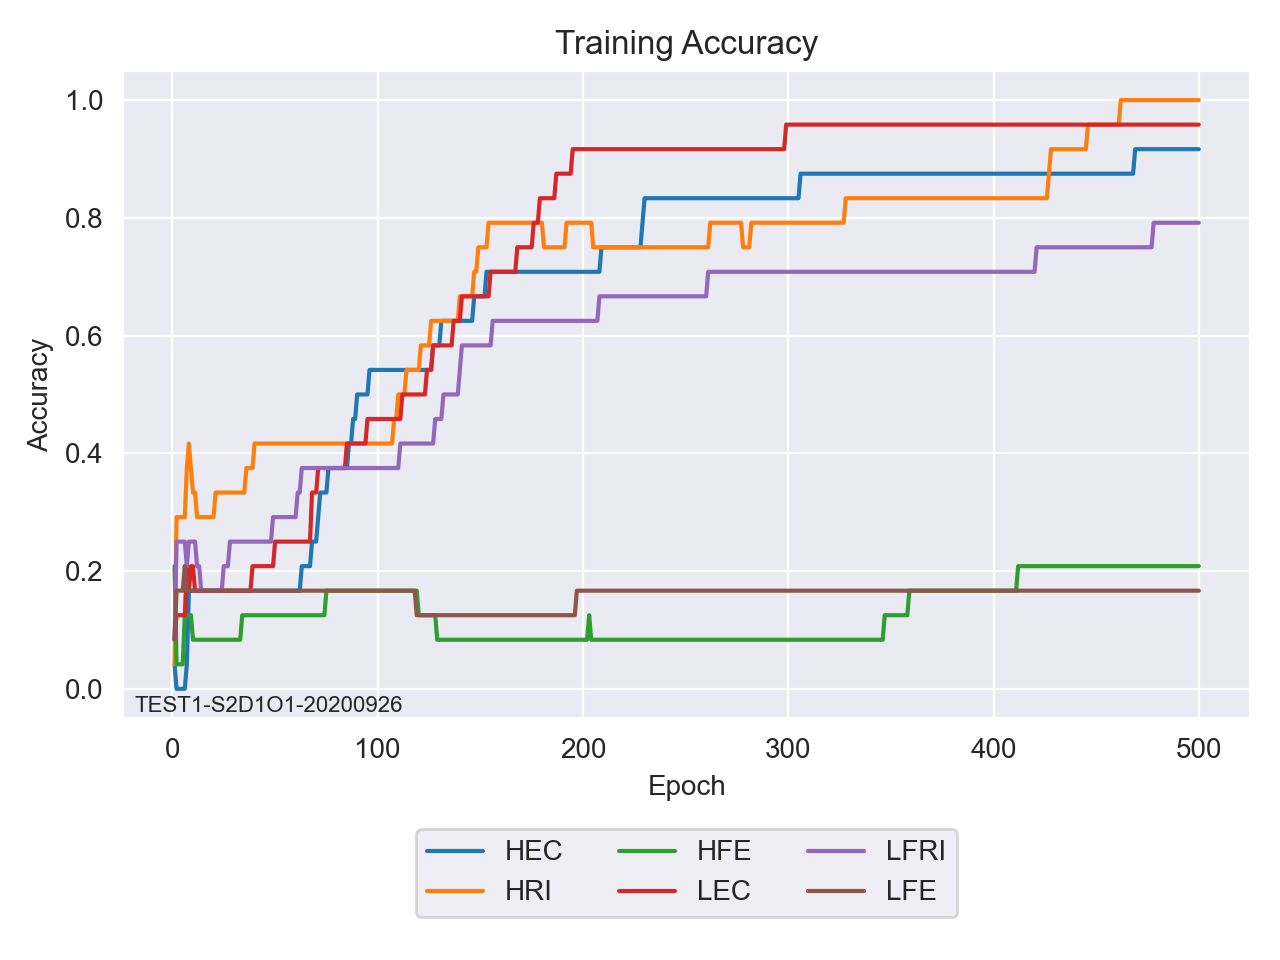 Training Accuracy
1.0
0.8
0.6
0.4
0.2
0.0
Accuracy
TEST1-S2D1O1-20200926
0 100 200 300 400 500
Epoch
HEC HFE LFRI
HRI LEC LFE